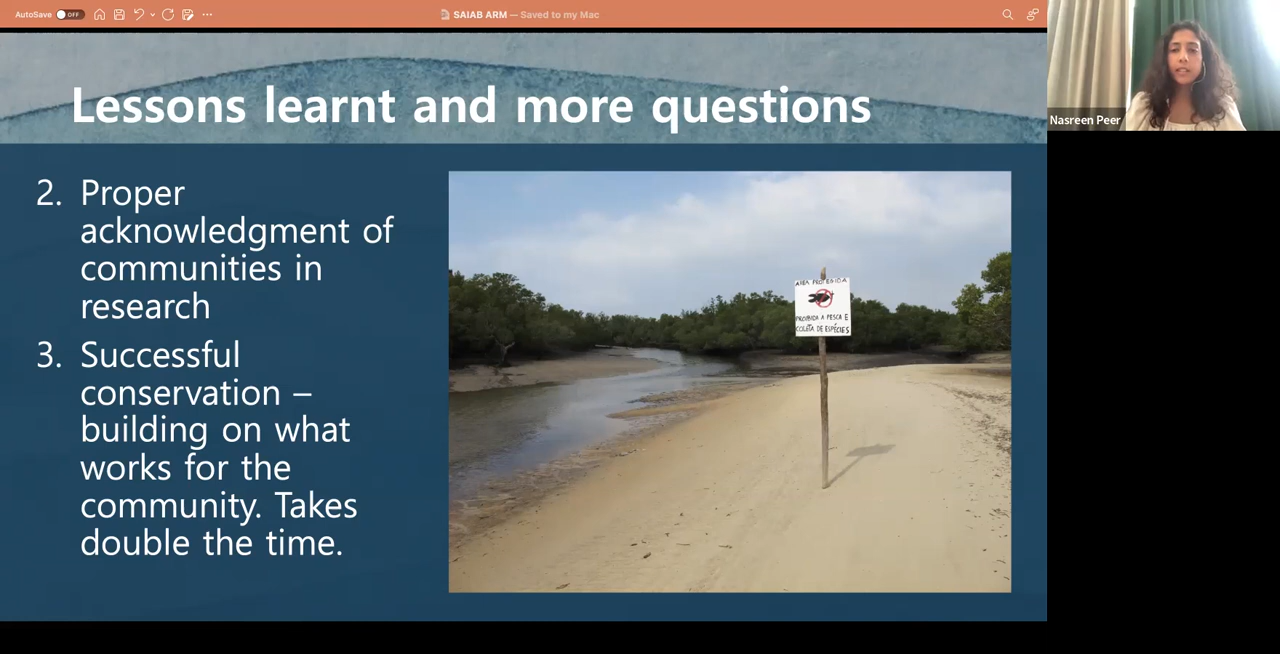 AutoSave OFF
SAIAB ARM — Saved to my Mac
Lessons learnt and more questions
2. Proper
acknowledgment of
communities in
research
3. Successful
conservation –
building on what
works for the
community. Takes
double the time.
AREA PROTEGIDA
PROIBIDA A PESCA E
COLETA DE ESPÉCIES
Nasreen Peer